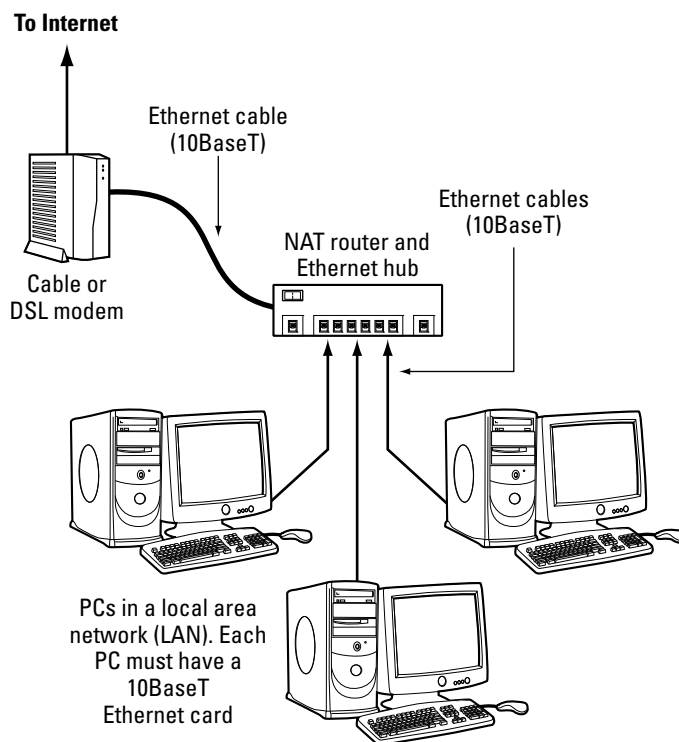 To Internet
Ethernet cable
(10BaseT)
Ethernet cables
(10BaseT)
NAT router and
Ethernet hub
Cable or
DSL modem
PCs in a local area
network (LAN). Each
PC must have a
10BaseT
Ethernet card